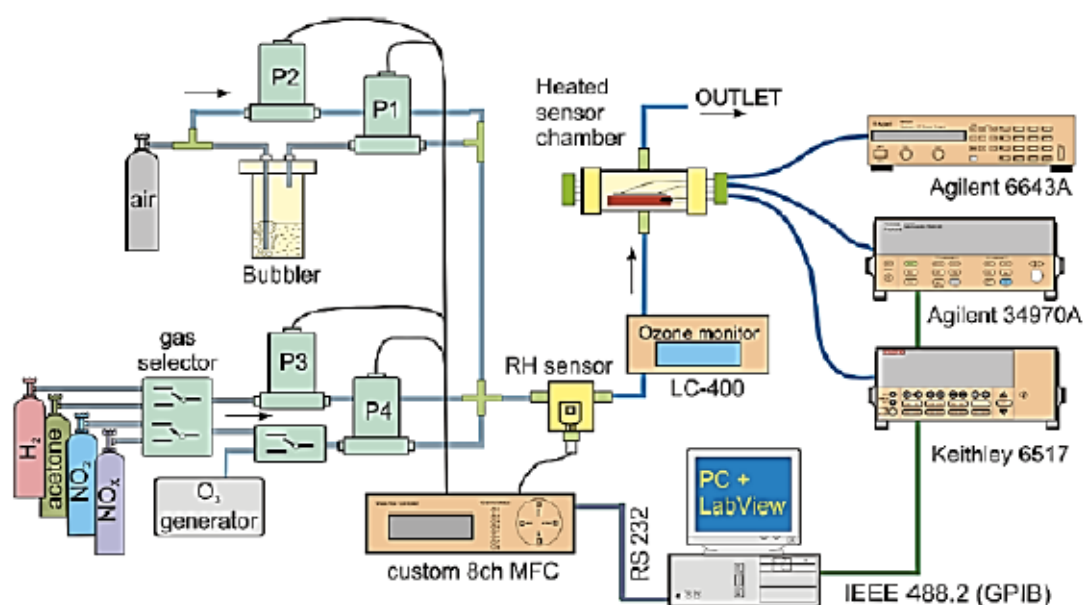 P2
P1
air
Bubbler
Heated
sensor
chamber
OUTLET
Agilent 6643A
Agilent 34970A
Keithley 6517
gas
selector
P3
P4
RH sensor
Ozone monitor
LC-400
H₂
acetone
NO₂
NOₓ
O₃
generator
custom 8ch MFC
RS 232
PC +
LabView
IEEE 488.2 (GPIB)